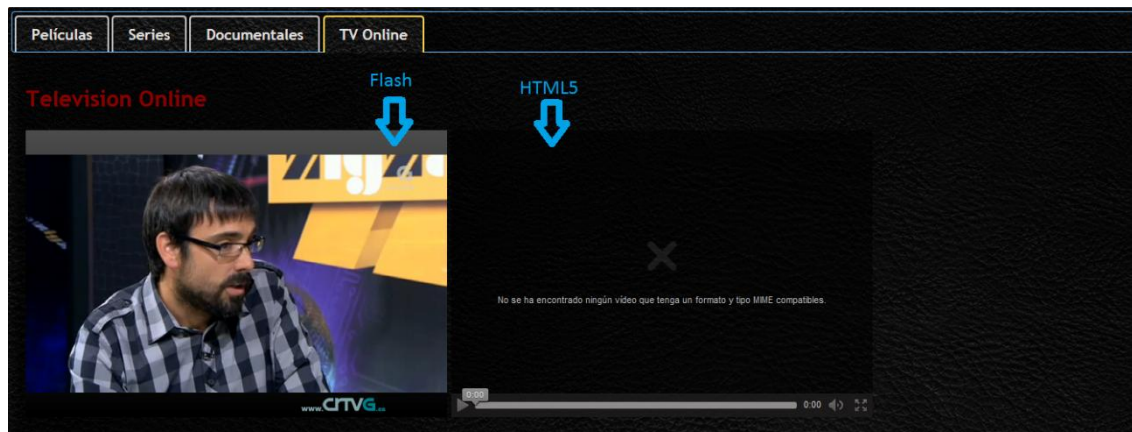 Películas Series Documentales TV Online
Flash
HTML5
Television Online
No se ha encontrado ningún vídeo que tenga un formato y tipo MIME compatibles.
0:00
0:00
www.CRTVG.es